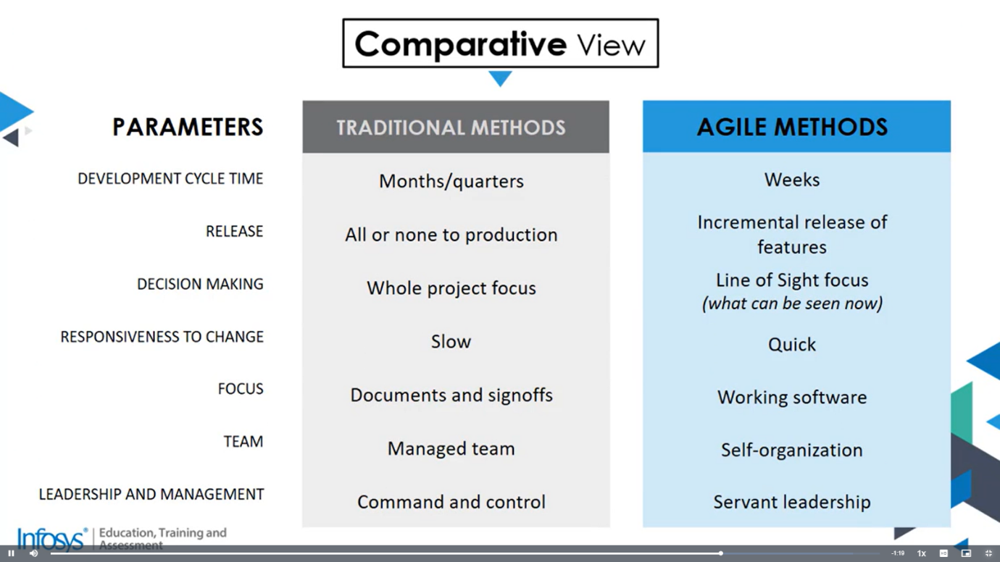 Comparative View
PARAMETERS
TRADITIONAL METHODS
AGILE METHODS
DEVELOPMENT CYCLE TIME
Months/quarters
Weeks
RELEASE
All or none to production
Incremental release of
features
DECISION MAKING
Whole project focus
Line of Sight focus
(what can be seen now)
RESPONSIVENESS TO CHANGE
Slow
Quick
FOCUS
Documents and signoffs
Working software
TEAM
Managed team
Self-organization
LEADERSHIP AND MANAGEMENT
Command and control
Servant leadership
Infosys® | Education, Training and
Assessment
-1:19
1x
HD